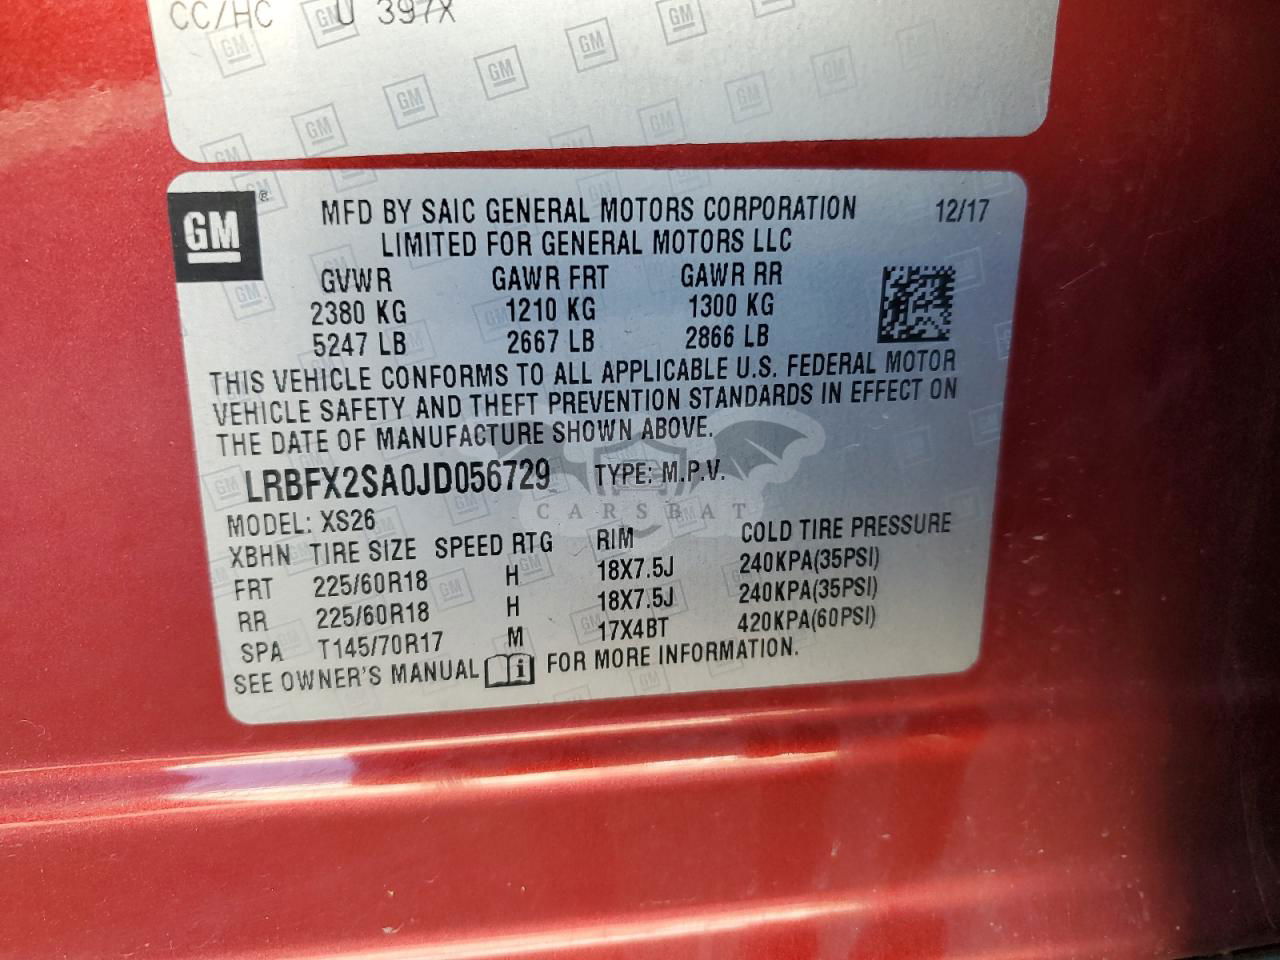 CC/HC U 397X
GM
MFD BY SAIC GENERAL MOTORS CORPORATION 12/17
LIMITED FOR GENERAL MOTORS LLC
GVWR GAWR FRT GAWR RR
2380 KG 1210 KG 1300 KG
5247 LB 2667 LB 2866 LB
THIS VEHICLE CONFORMS TO ALL APPLICABLE U.S. FEDERAL MOTOR
VEHICLE SAFETY AND THEFT PREVENTION STANDARDS IN EFFECT ON
THE DATE OF MANUFACTURE SHOWN ABOVE.
LRBFX2SA0JD056729 TYPE: M.P.V.
CARSBAT
MODEL: XS26
XBHN TIRE SIZE SPEED RTG RIM COLD TIRE PRESSURE
FRT 225/60R18 H 18X7.5J 240KPA(35PSI)
RR 225/60R18 H 18X7.5J 240KPA(35PSI)
SPA T145/70R17 M 17X4BT 420KPA(60PSI)
SEE OWNER'S MANUAL i FOR MORE INFORMATION.